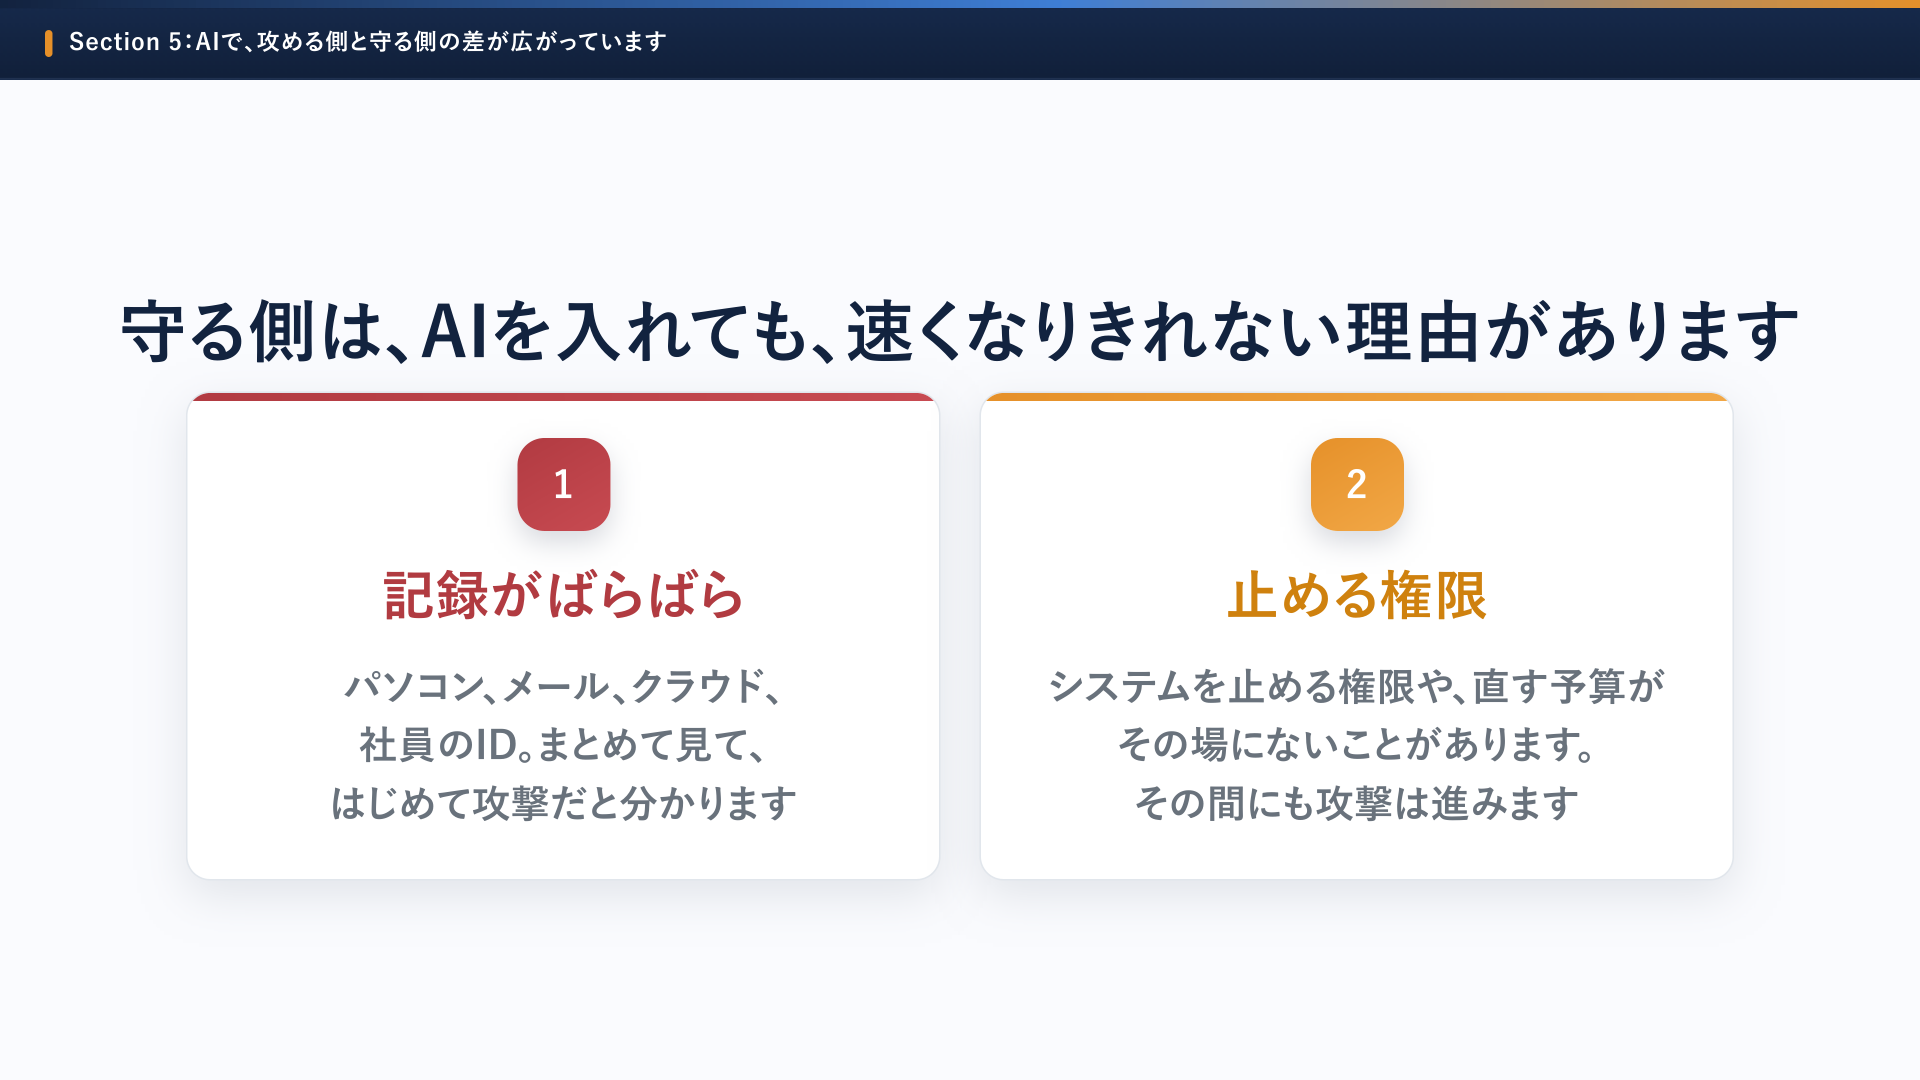 Section 5：AIで、攻める側と守る側の差が広がっています
守る側は、AIを入れても、速くなりきれない理由があります
1
記録がばらばら
パソコン、メール、クラウド、
社員のID。まとめて見て、
はじめて攻撃だと分かります
2
止める権限
システムを止める権限や、直す予算が
その場にないことがあります。
その間にも攻撃は進みます